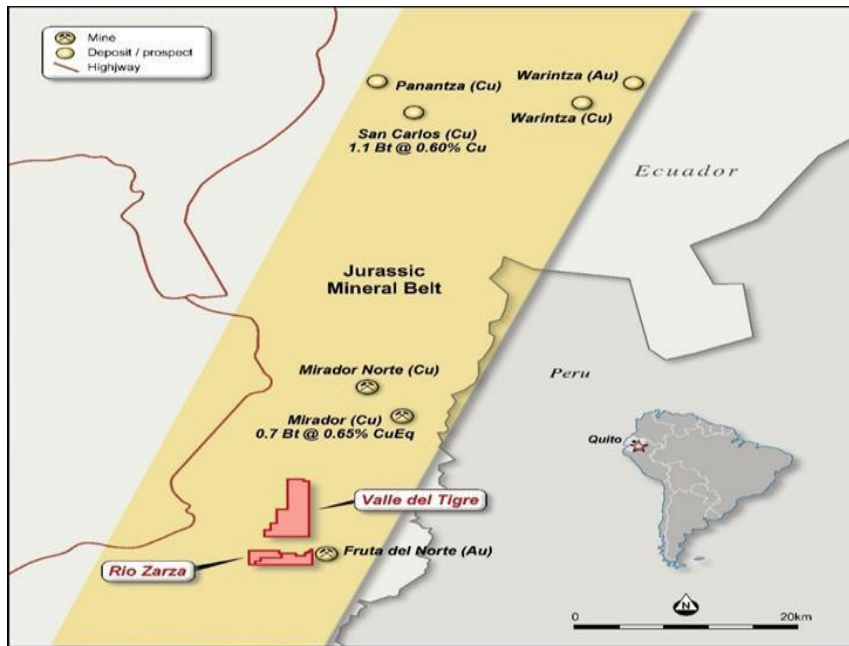 Mine
Deposit / prospect
Highjway
Panantza (Cu)
Warintza (Au)
San Carlos (Cu)
1.1 Bt @ 0.60% Cu
Warintza (Cu)
Ecuador
Jurassic
Mineral Belt
Mirador Norte (Cu)
Peru
Mirador (Cu)
0.7 Bt @ 0.65% CuEq
Quito
Valle del Tigre
Fruta del Norte (Au)
Rio Zarza
N
0
20km